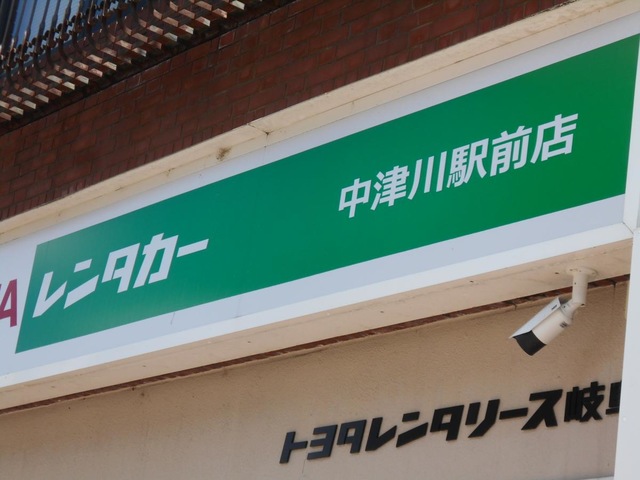 レンタカー 中津川駅前店
トヨタレンタリース岐